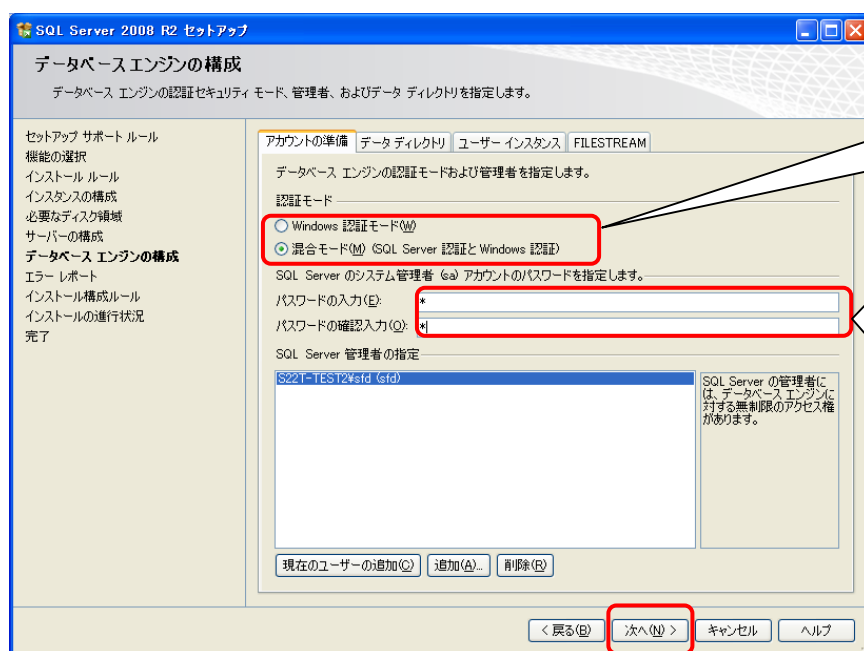 SQL Server 2008 R2 セットアップ
データベース エンジンの構成
データベース エンジンの認証セキュリティ モード、管理者、およびデータ ディレクトリを指定します。
セットアップ サポート ルール
機能の選択
インストール ルール
インスタンスの構成
必要なディスク領域
サーバーの構成
データベース エンジンの構成
エラー レポート
インストール構成ルール
インストールの進行状況
完了
アカウントの準備 データ ディレクトリ ユーザー インスタンス FILESTREAM
データベース エンジンの認証モードおよび管理者を指定します。
認証モード
Windows 認証モード(W)
混合モード(M) (SQL Server 認証と Windows 認証)
SQL Server のシステム管理者 (sa) アカウントのパスワードを指定します。
パスワードの入力(E): *
パスワードの確認入力(O): *
SQL Server 管理者の指定
S22T-TEST2¥sfd (sfd)
SQL Server の管理者に
は、データベース エンジンに
対する無制限のアクセス権
があります。
現在のユーザーの追加(C) 追加(A)... 削除(R)
< 戻る(B) 次へ(N) > キャンセル ヘルプ